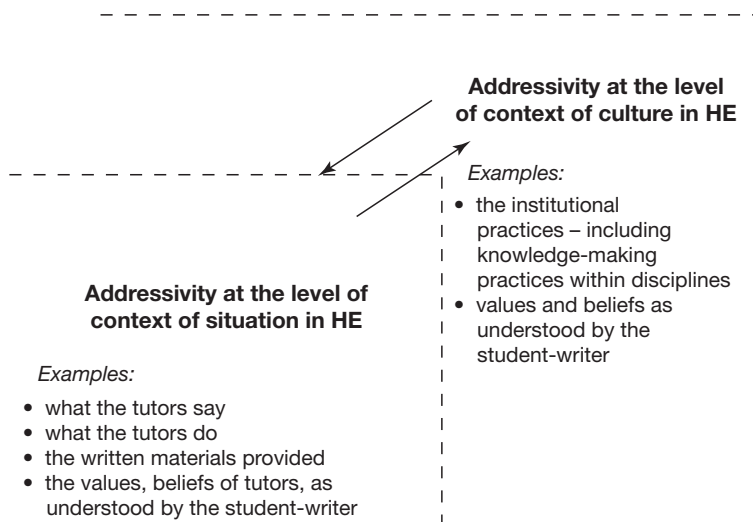 Addressivity at the level
of context of culture in HE
Examples:
• the institutional
practices – including
knowledge-making
practices within disciplines
• values and beliefs as
understood by the
student-writer
Addressivity at the level of
context of situation in HE
Examples:
• what the tutors say
• what the tutors do
• the written materials provided
• the values, beliefs of tutors, as
understood by the student-writer